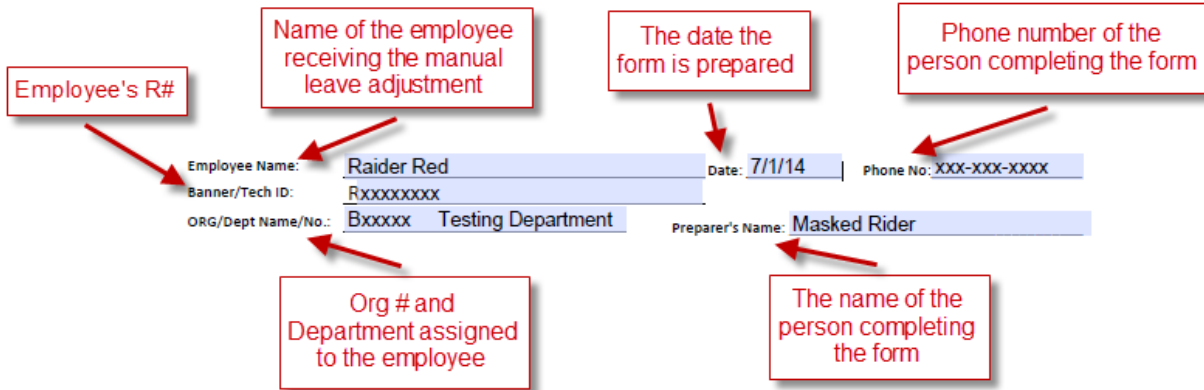 Name of the employee
receiving the manual
leave adjustment
The date the
form is prepared
Phone number of the
person completing the form
Employee's R#
Employee Name: Raider Red Date: 7/1/14 Phone No: xxx-xxx-xxxx
Banner/Tech ID: Rxxxxxxxx
ORG/Dept Name/No.: Bxxxxx Testing Department Preparer's Name: Masked Rider
Org # and
Department assigned
to the employee
The name of the
person completing
the form